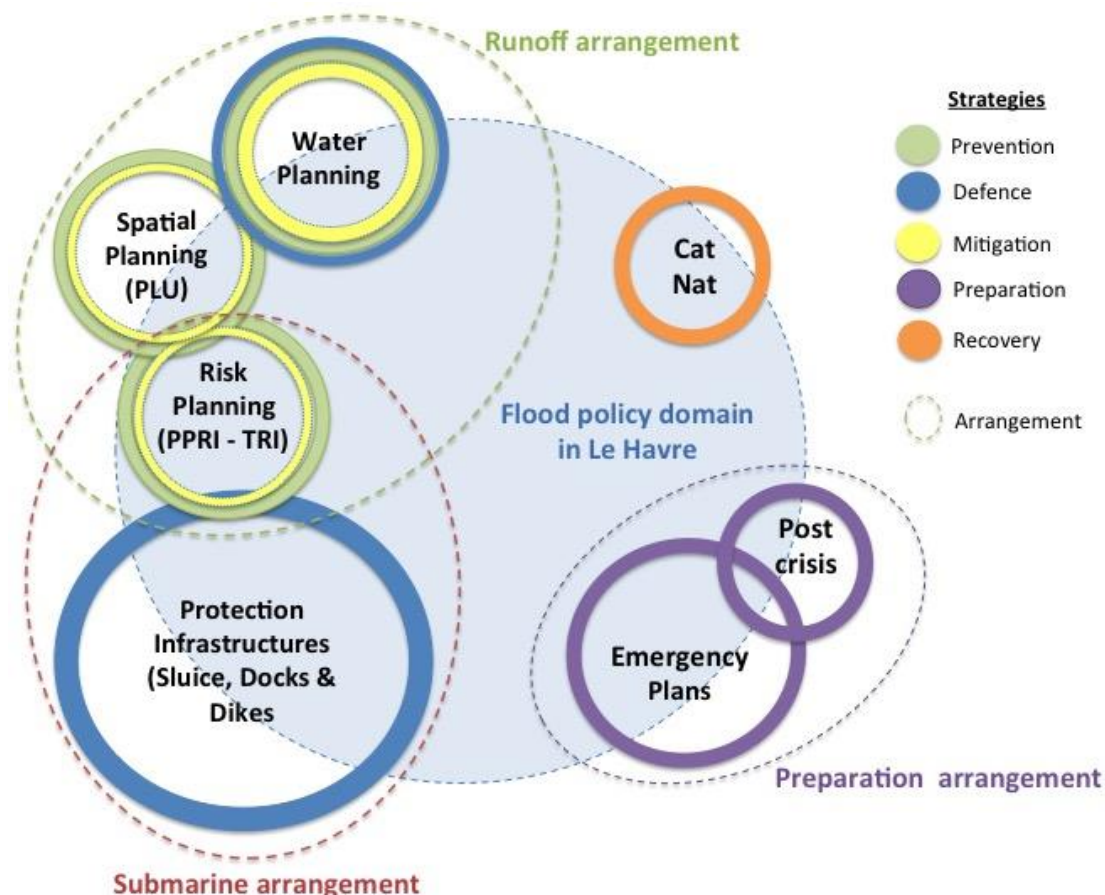 Runoff arrangement
Water
Planning
Spatial
Planning
(PLU)
Risk
Planning
(PPRI - TRI)
Protection
Infrastructures
(Sluice, Docks &
Dikes
Submarine arrangement
Cat
Nat
Flood policy domain
in Le Havre
Post
crisis
Emergency
Plans
Preparation arrangement
Strategies
Prevention
Defence
Mitigation
Preparation
Recovery
Arrangement